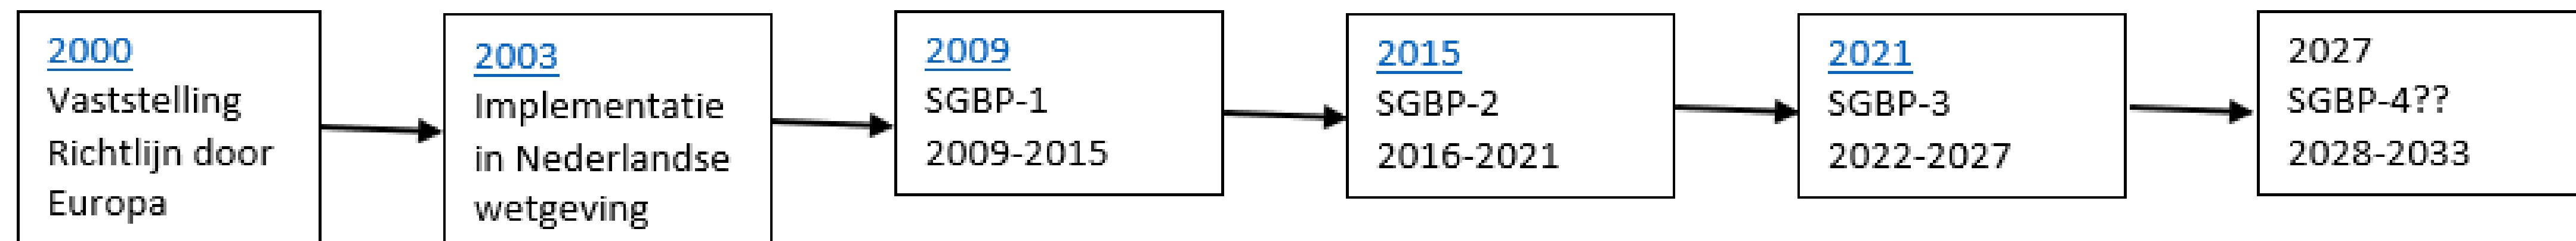 2000
Vaststelling
Richtlijn door
Europa
2003
Implementatie
in Nederlandse
wetgeving
2009
SGBP-1
2009-2015
2015
SGBP-2
2016-2021
2021
SGBP-3
2022-2027
2027
SGBP-4??
2028-2033